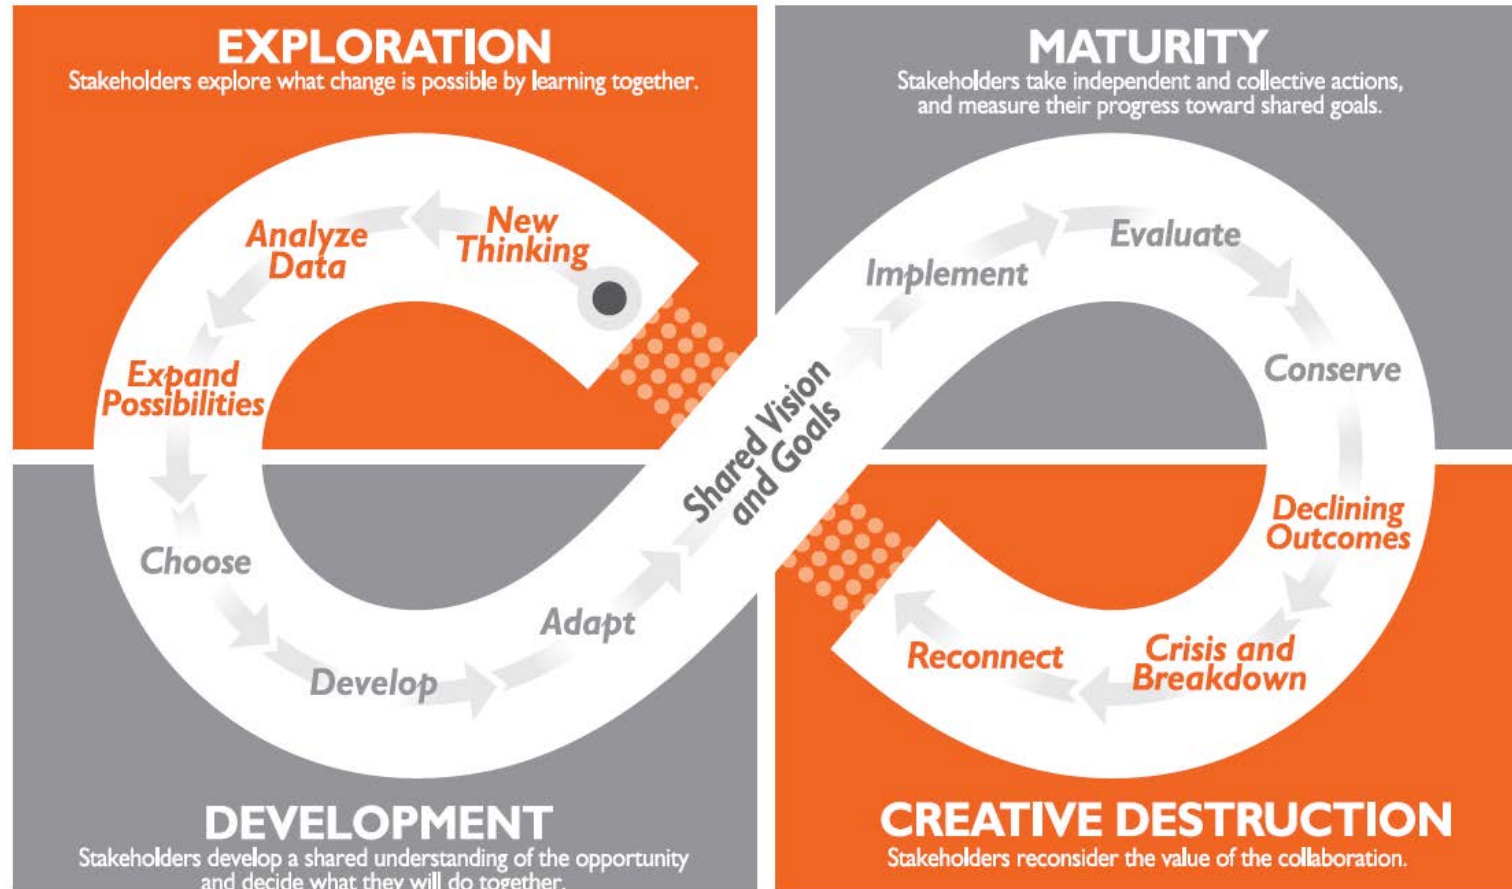 EXPLORATION
Stakeholders explore what change is possible by learning together.
New
Thinking
Analyze
Data
Expand
Possibilities
Choose
Develop
Adapt
DEVELOPMENT
Stakeholders develop a shared understanding of the opportunity
and decide what they will do together.
Shared Vision
and Goals
MATURITY
Stakeholders take independent and collective actions,
and measure their progress toward shared goals.
Implement
Evaluate
Conserve
Declining
Outcomes
Crisis and
Breakdown
Reconnect
CREATIVE DESTRUCTION
Stakeholders reconsider the value of the collaboration.